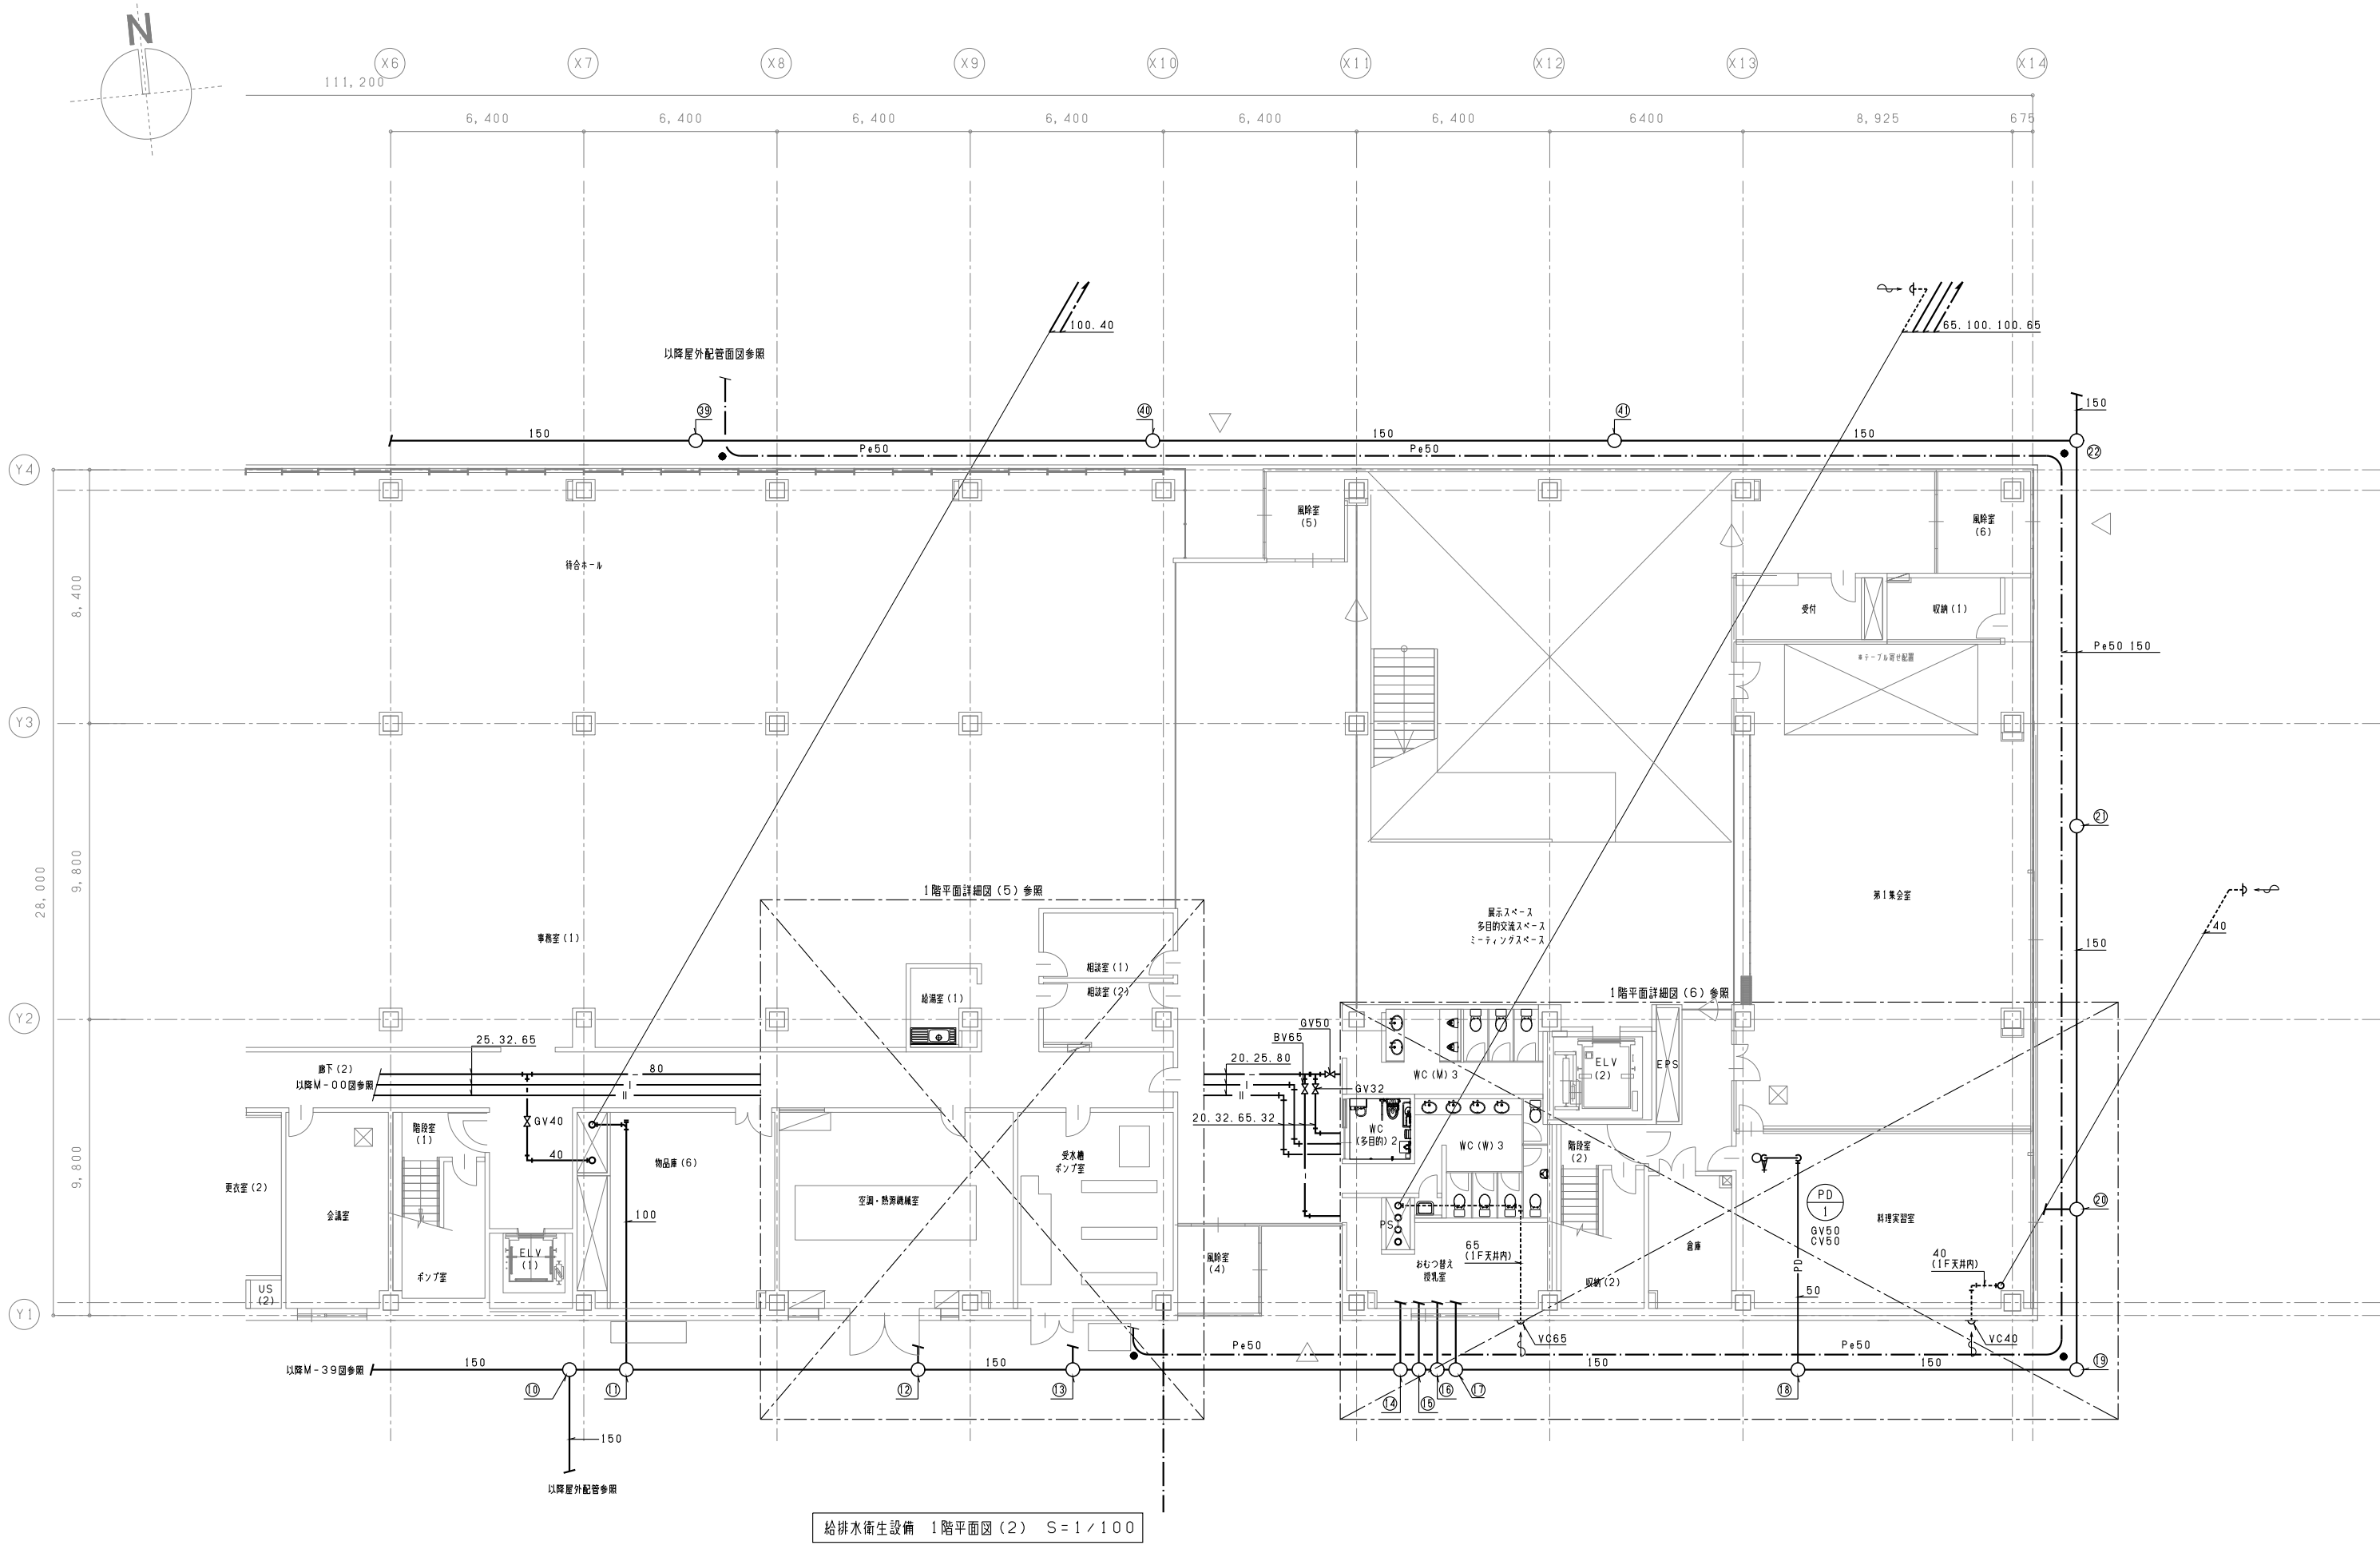 N
X6 X7 X8 X9 X10 X11 X12 X13 X14
111,200
6,400 6,400 6,400 6,400 6,400 6,400 6400 8,925 675
100.40
65.100.100.65
以降屋外配管面図参照
39 40 41
150
150 150 150
22
Pe50 Pe50
Y4
風除室
(5)
風除室
(6)
待合ホール
8,400
受付
収納(1)
Pe50 150
※テーブル寄せ配置
Y3
21
9,800
28,000
1階平面詳細図(5)参照
第1集会室
展示スペース
多目的交流スペース
ミーティングスペース
40
事務室(1)
150
相談室(1)
相談室(2)
給湯室(1)
1階平面詳細図(6)参照
Y2
25.32.65
GV50
BV65
20.25.80
廊下(2)
以降M-00図参照
80
I
II
I
II
GV32
WC(M)3
ELV
(2)
EPS
20.32.65.32
GV40
階段室
(1)
WC
(多目的)2
WC(W)3
階段室
(2)
40
物品庫(6)
受水槽
ポンプ室
9,800
更衣室(2)
会議室
空調・熱源機械室
PD
1
GV50
CV50
料理実習室
20
100
PS
65
(1F天井内)
倉庫
40
(1F天井内)
ELV
(1)
風除室
(4)
おむつ替え
授乳室
PD
ポンプ室
US
(2)
収納(2)
50
Y1
VC65
VC40
Pe50
Pe50
以降M-39図参照
150
150
150
150
19
10 11 12 13 14 15 16 17 18
150
以降屋外配管参照
給排水衛生設備 1階平面図(2) S=1/100